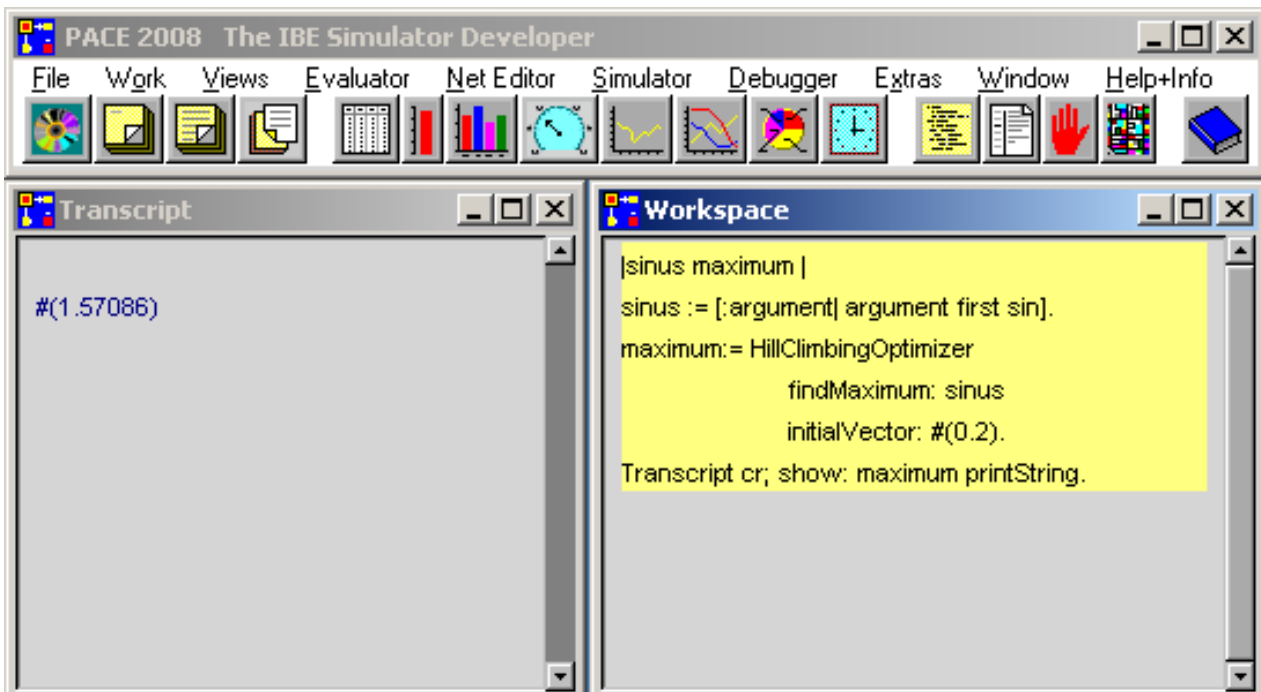 PACE 2008 The IBE Simulator Developer
File Work Views Evaluator Net Editor Simulator Debugger Extras Window Help+Info
Transcript
#(1.57086)
Workspace
|sinus maximum |
sinus := [:argument| argument first sin].
maximum:= HillClimbingOptimizer
findMaximum: sinus
initialVector: #(0.2).
Transcript cr; show: maximum printString.